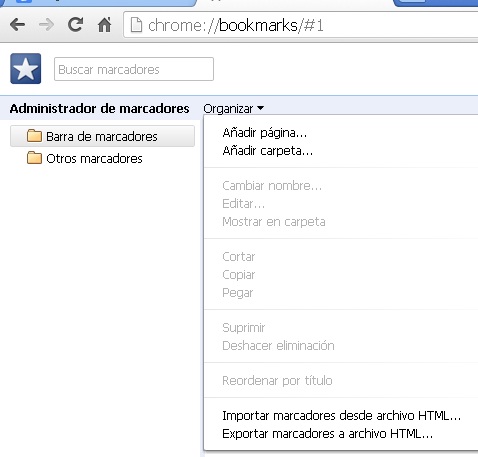 chrome://bookmarks/#1
Buscar marcadores
Administrador de marcadores Organizar
Barra de marcadores
Otros marcadores
Añadir página...
Añadir carpeta...
Cambiar nombre...
Editar...
Mostrar en carpeta
Cortar
Copiar
Pegar
Suprimir
Deshacer eliminación
Reordenar por título
Importar marcadores desde archivo HTML...
Exportar marcadores a archivo HTML...